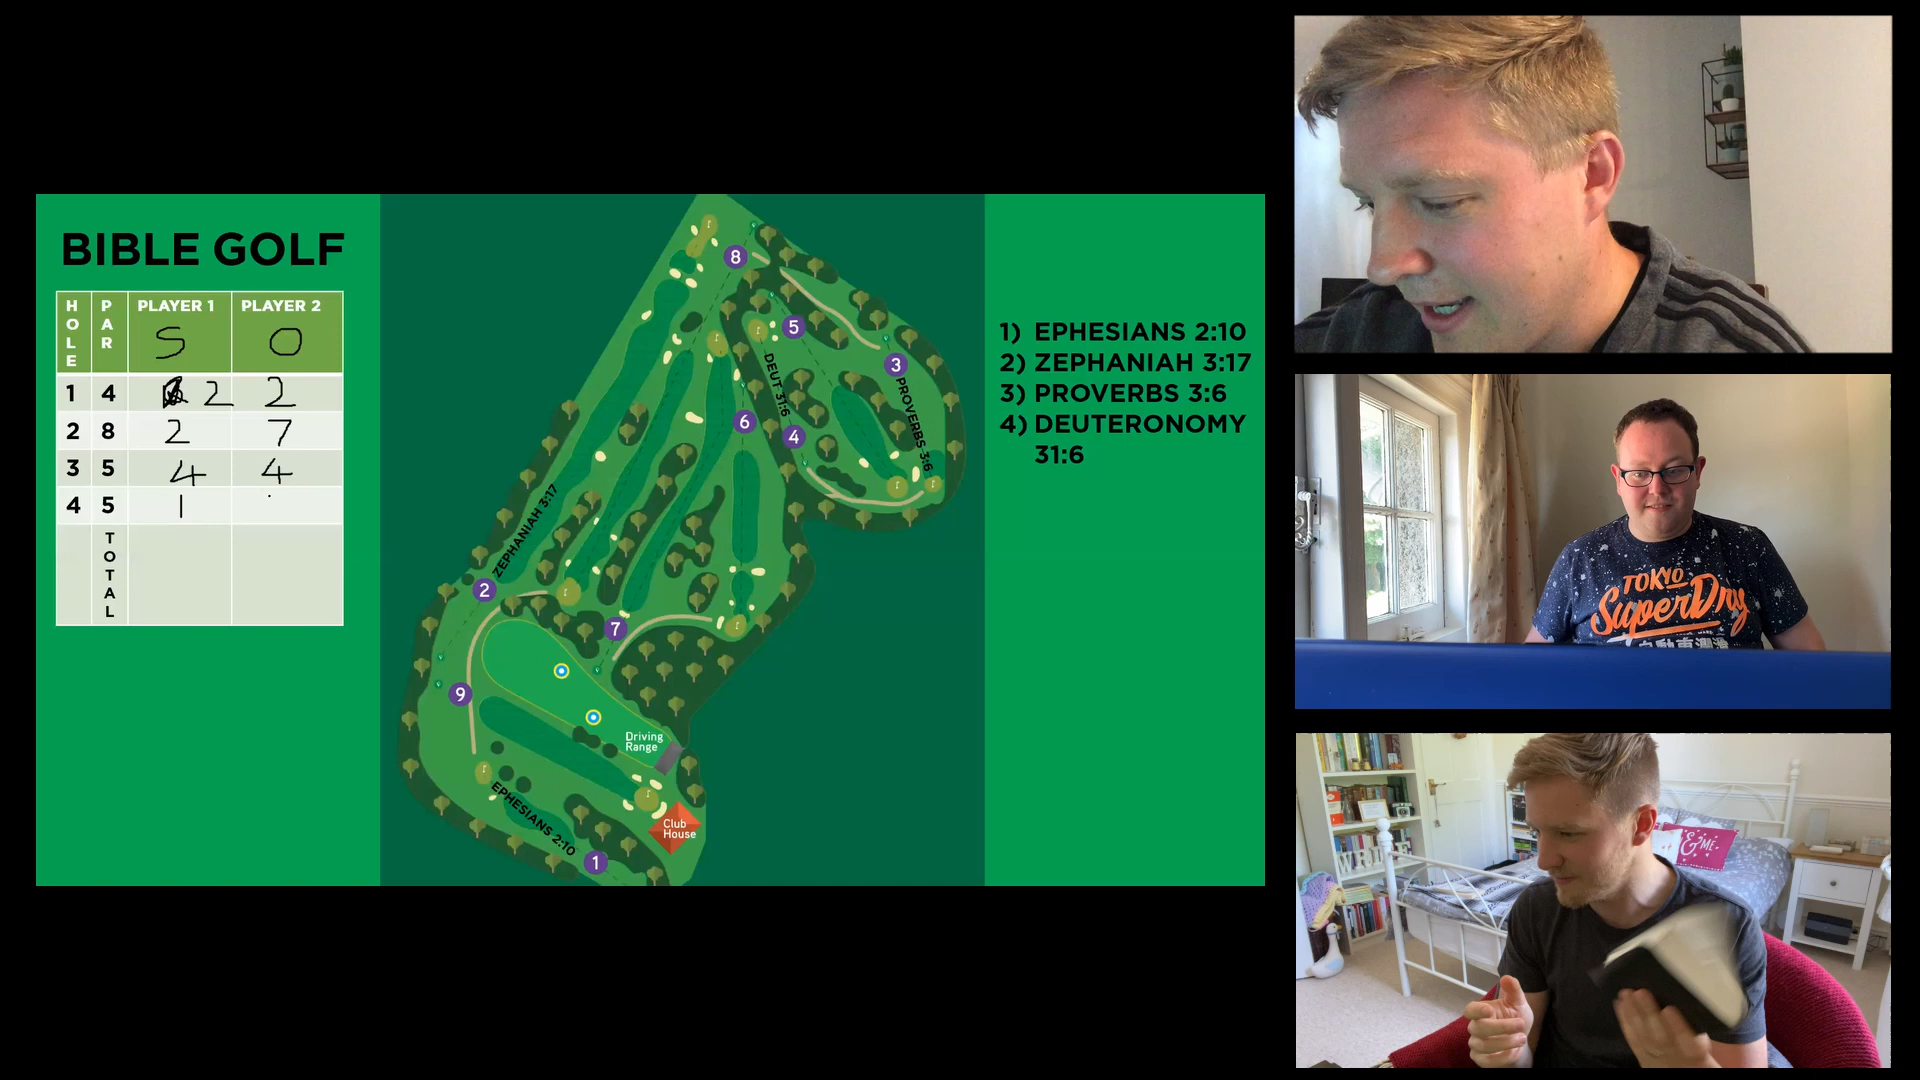 BIBLE GOLF
HOLE PAR PLAYER 1 PLAYER 2
S O
1 4 2 2
2 8 2 7
3 5 4 4
4 5 1
TOTAL
8
5
3
DEUT 31:6
PROVERBS 3:6
6
4
ZEPHANIAH 3:17
2
7
9
Driving
Range
EPHESIANS 2:10
Club
House
1
1) EPHESIANS 2:10
2) ZEPHANIAH 3:17
3) PROVERBS 3:6
4) DEUTERONOMY
31:6
TOKYO
SuperDry
& ME.